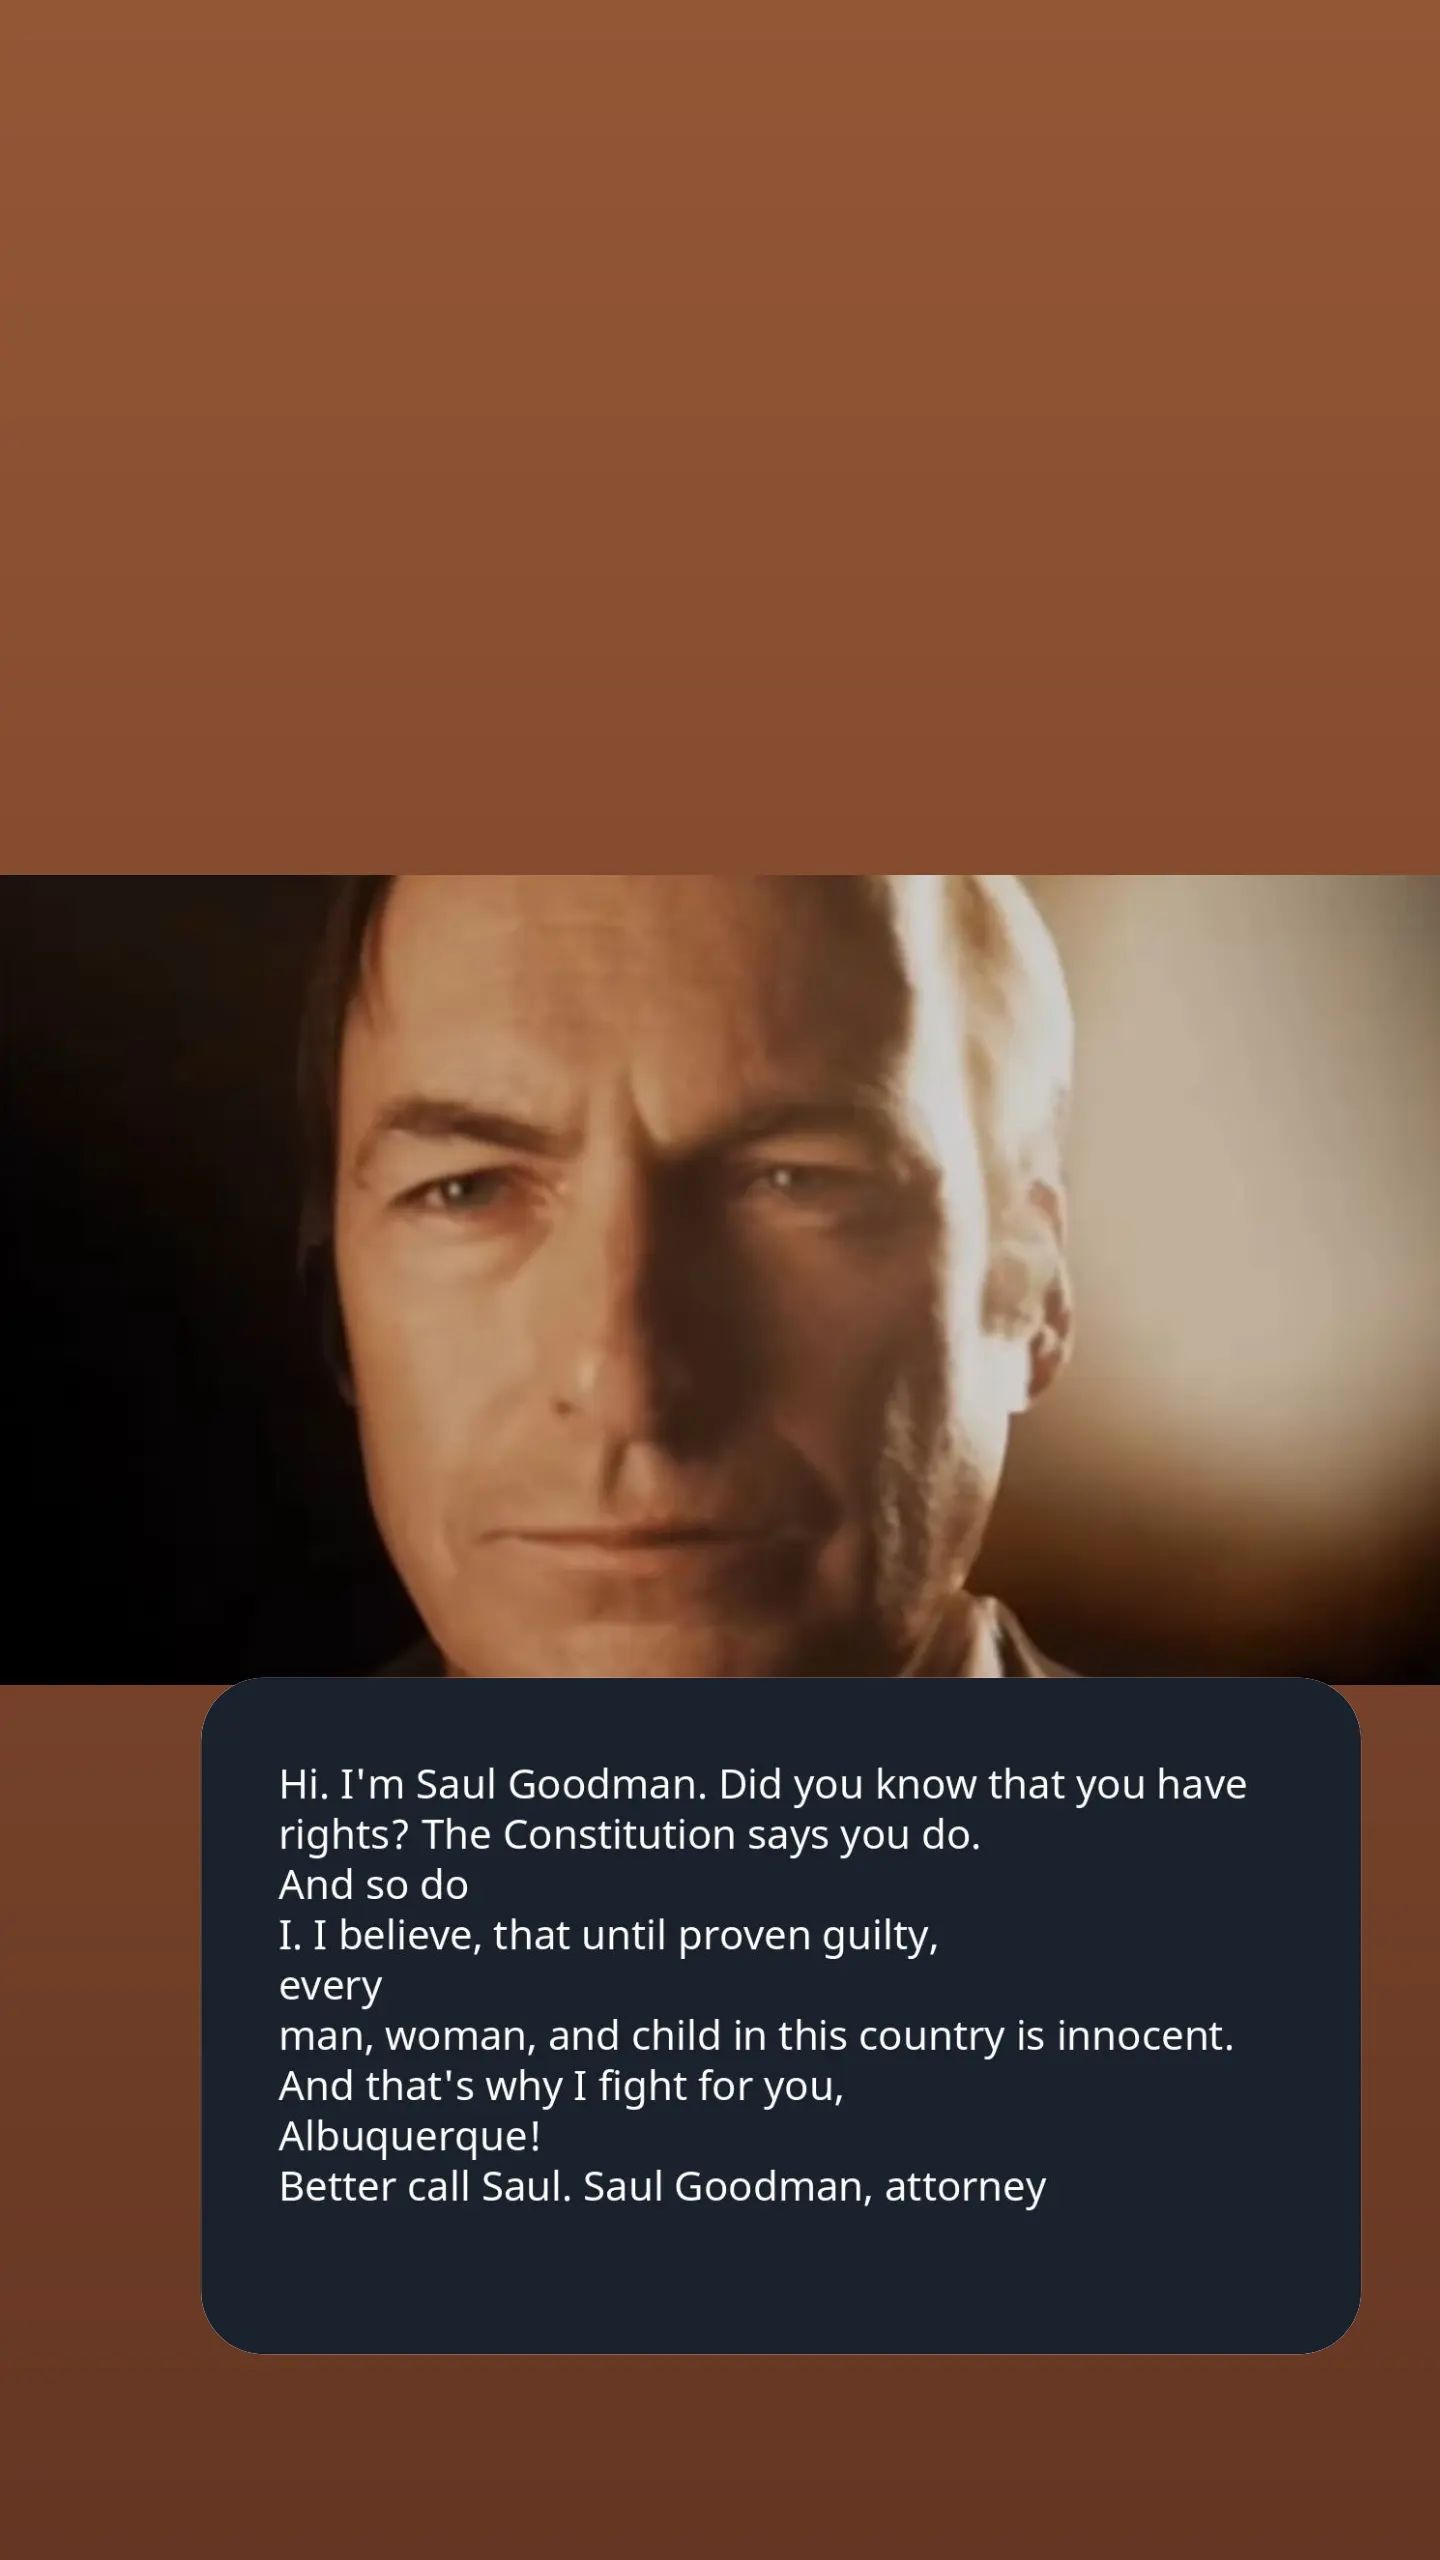 Hi. I'm Saul Goodman. Did you know that you have
rights? The Constitution says you do.
And so do
I. I believe, that until proven guilty,
every
man, woman, and child in this country is innocent.
And that's why I fight for you,
Albuquerque!
Better call Saul. Saul Goodman, attorney